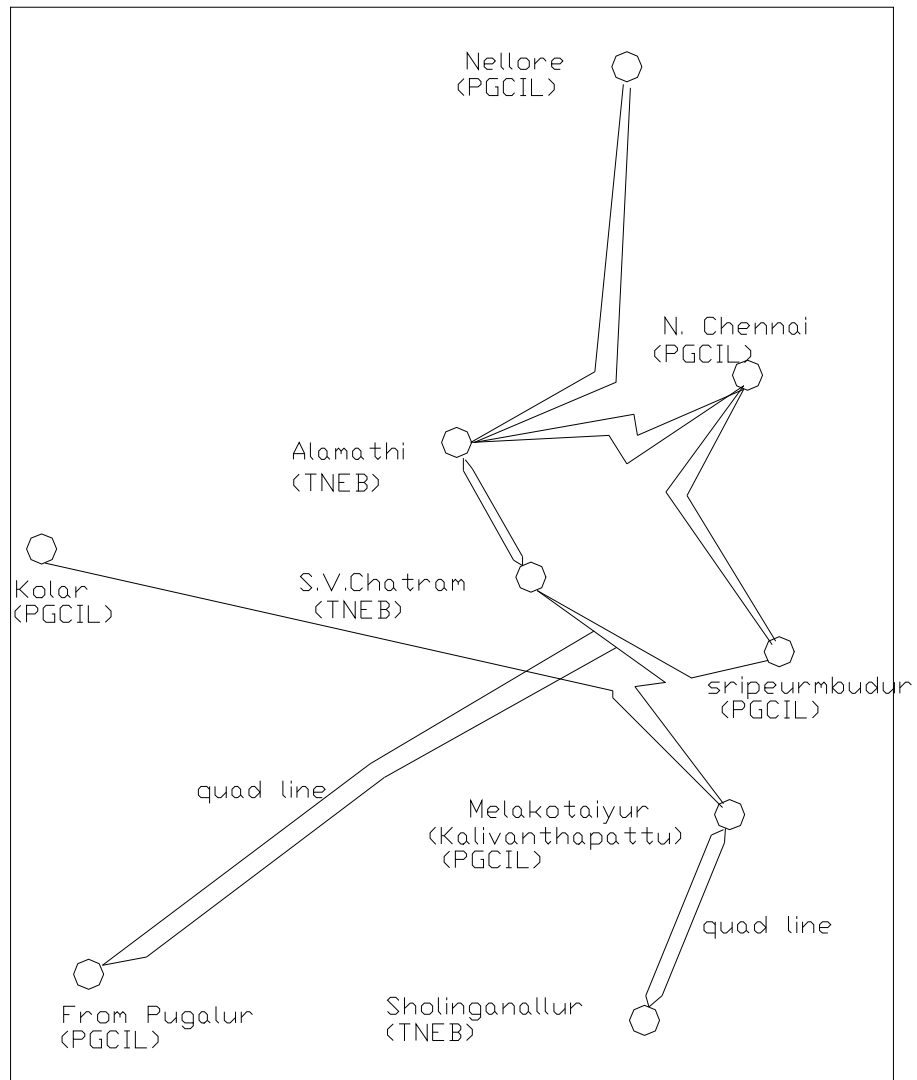 Nellore
(PGCIL)
N. Chennai
(PGCIL)
Alamathi
(TNEB)
Kolar
(PGCIL)
S.V.Chatram
(TNEB)
sripeurmbudur
(PGCIL)
quad line
Melakotaiyur
(Kalivanthapattu)
(PGCIL)
quad line
From Pugalur
(PGCIL)
Sholinganallur
(TNEB)